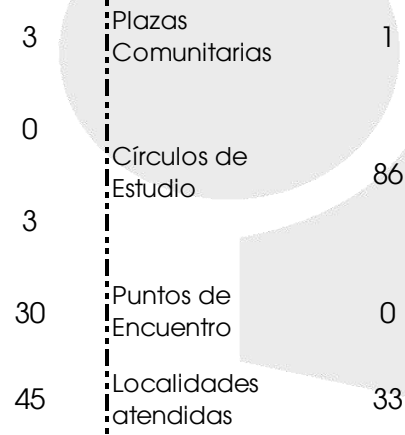 3
Plazas
Comunitarias
1
0
Círculos de
Estudio
86
3
30
Puntos de
Encuentro
0
45
Localidades
atendidas
33